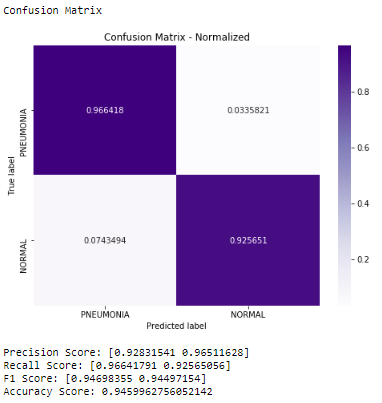 Confusion Matrix
Confusion Matrix - Normalized
True label
PNEUMONIA
0.966418
0.0335821
NORMAL
0.0743494
0.925651
PNEUMONIA
NORMAL
Predicted label
0.8
0.6
0.4
0.2
Precision Score: [0.92831541 0.96511628]
Recall Score: [0.96641791 0.92565056]
F1 Score: [0.94698355 0.94497154]
Accuracy Score: 0.9459962756052142